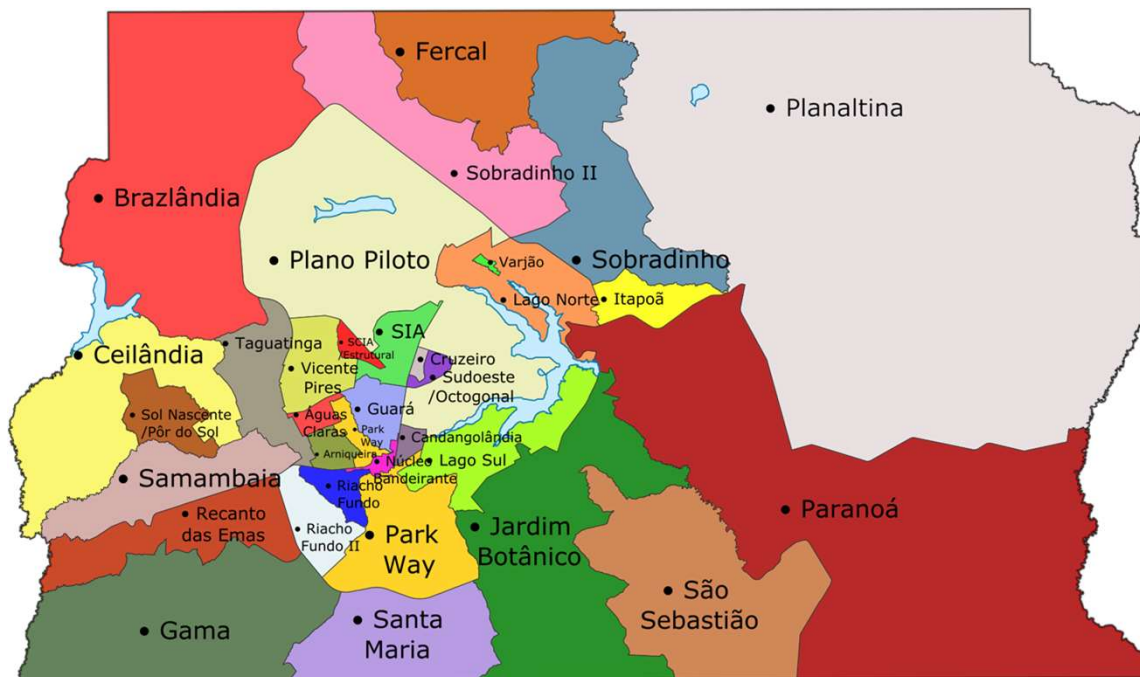 Fercal
Planaltina
Sobradinho II
Brazlândia
Plano Piloto
Varjão
Sobradinho
Lago Norte
Itapoã
SIA
Taguatinga
SCIA
/Estrutural
Ceilândia
Cruzeiro
Vicente
Pires
Sudoeste
/Octogonal
Sol Nascente
/Pôr do Sol
Águas
Claras
Guará
Park
Way
Candangolândia
Arniqueira
Núcleo
Bandeirante
Lago Sul
Samambaia
Riacho
Fundo
Recanto
das Emas
Riacho
Fundo II
Park
Way
Jardim
Botânico
Paranoá
São
Sebastião
Gama
Santa
Maria